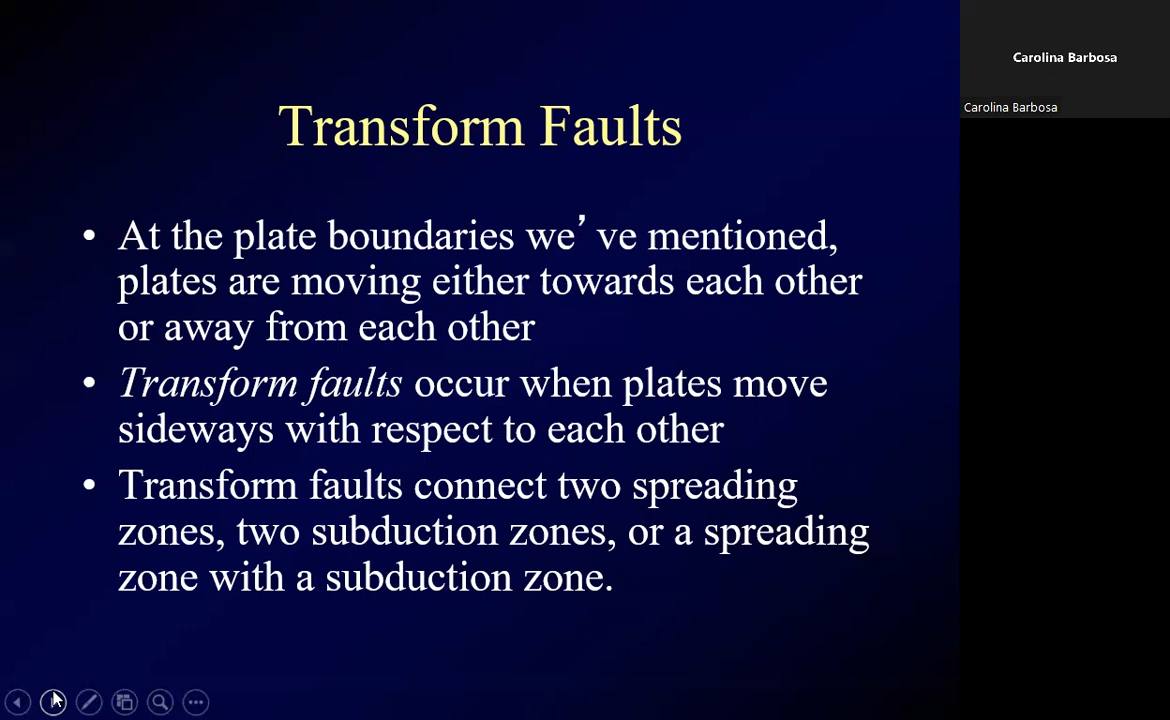 Transform Faults
• At the plate boundaries we’ ve mentioned,
plates are moving either towards each other
or away from each other
• Transform faults occur when plates move
sideways with respect to each other
• Transform faults connect two spreading
zones, two subduction zones, or a spreading
zone with a subduction zone.
Carolina Barbosa
Carolina Barbosa